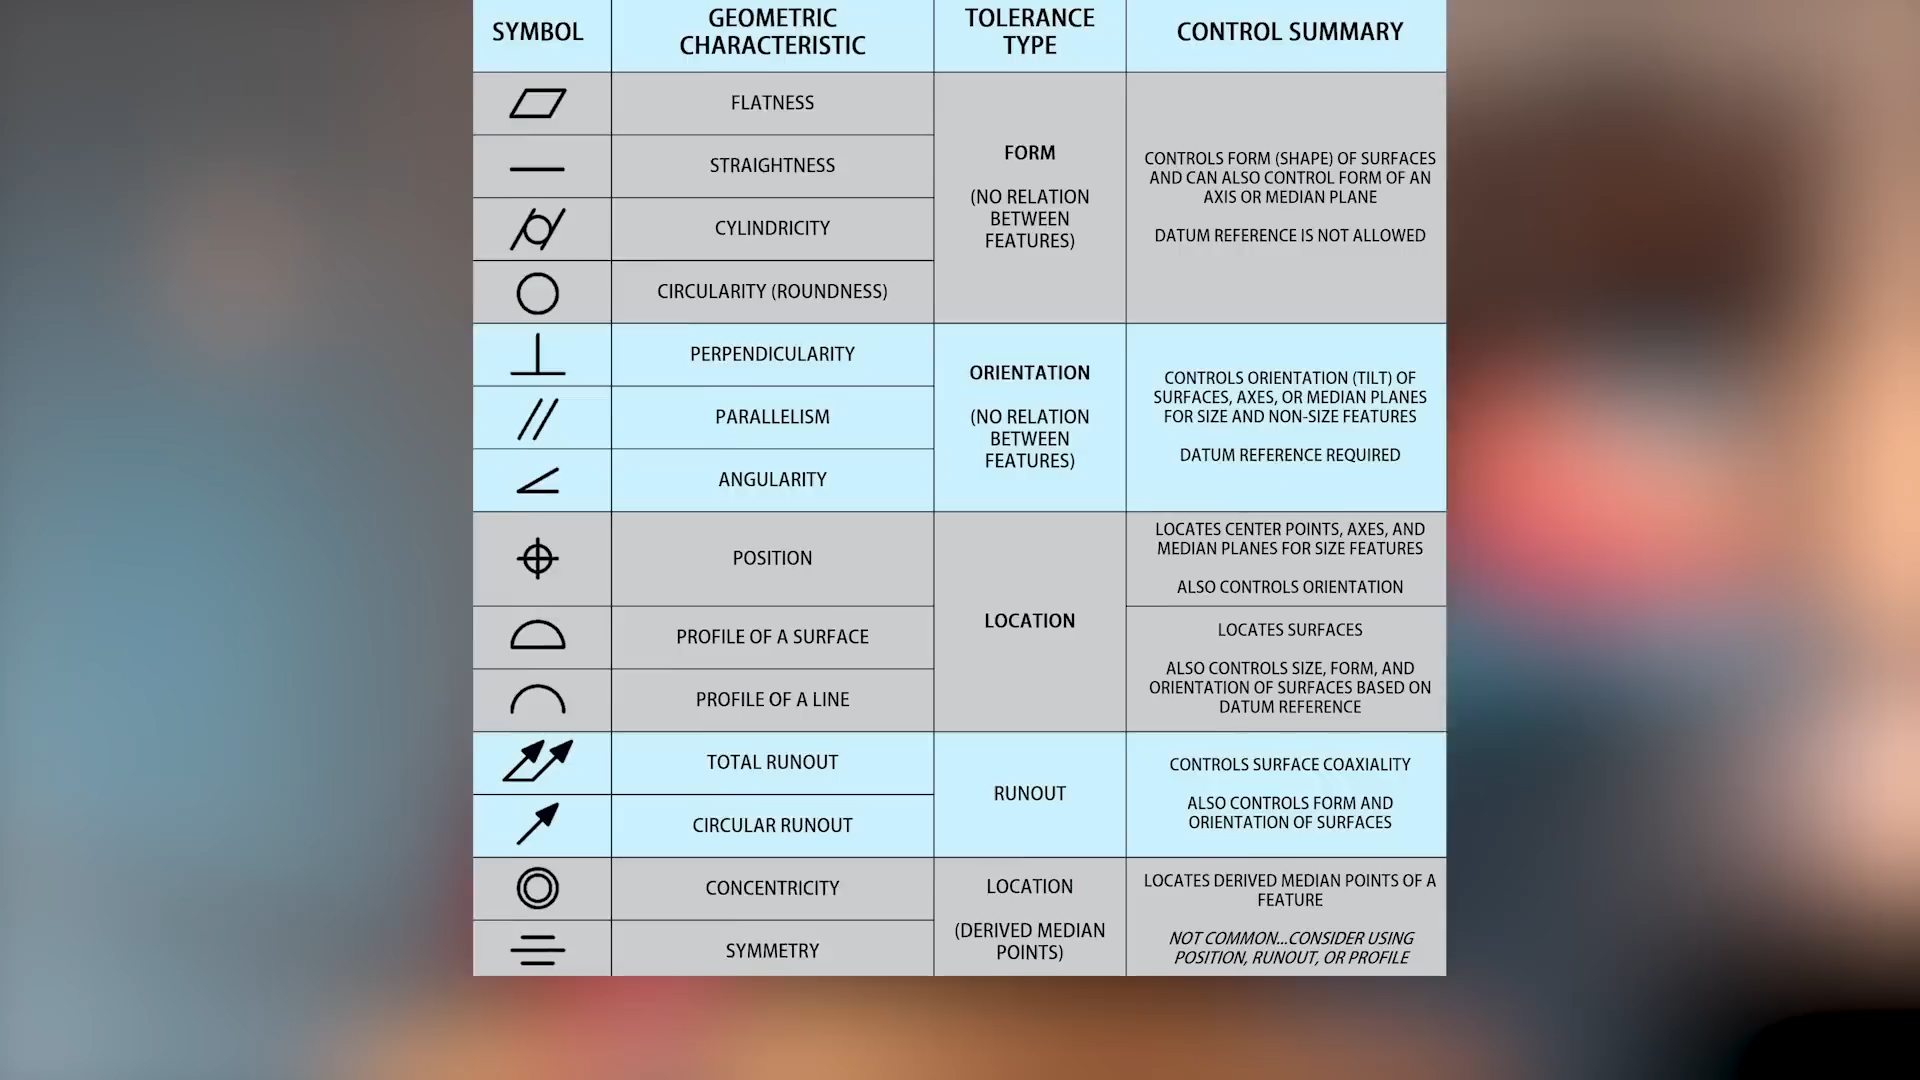 SYMBOL
GEOMETRIC
CHARACTERISTIC
TOLERANCE
TYPE
CONTROL SUMMARY
FLATNESS
STRAIGHTNESS
CYLINDRICITY
CIRCULARITY (ROUNDNESS)
FORM
(NO RELATION
BETWEEN
FEATURES)
CONTROLS FORM (SHAPE) OF SURFACES
AND CAN ALSO CONTROL FORM OF AN
AXIS OR MEDIAN PLANE
DATUM REFERENCE IS NOT ALLOWED
PERPENDICULARITY
PARALLELISM
ANGULARITY
ORIENTATION
(NO RELATION
BETWEEN
FEATURES)
CONTROLS ORIENTATION (TILT) OF
SURFACES, AXES, OR MEDIAN PLANES
FOR SIZE AND NON-SIZE FEATURES
DATUM REFERENCE REQUIRED
POSITION
PROFILE OF A SURFACE
PROFILE OF A LINE
LOCATION
LOCATES CENTER POINTS, AXES, AND
MEDIAN PLANES FOR SIZE FEATURES
ALSO CONTROLS ORIENTATION
LOCATES SURFACES
ALSO CONTROLS SIZE, FORM, AND
ORIENTATION OF SURFACES BASED ON
DATUM REFERENCE
TOTAL RUNOUT
CIRCULAR RUNOUT
RUNOUT
CONTROLS SURFACE COAXIALITY
ALSO CONTROLS FORM AND
ORIENTATION OF SURFACES
CONCENTRICITY
SYMMETRY
LOCATION
(DERIVED MEDIAN
POINTS)
LOCATES DERIVED MEDIAN POINTS OF A
FEATURE
NOT COMMON...CONSIDER USING
POSITION, RUNOUT, OR PROFILE